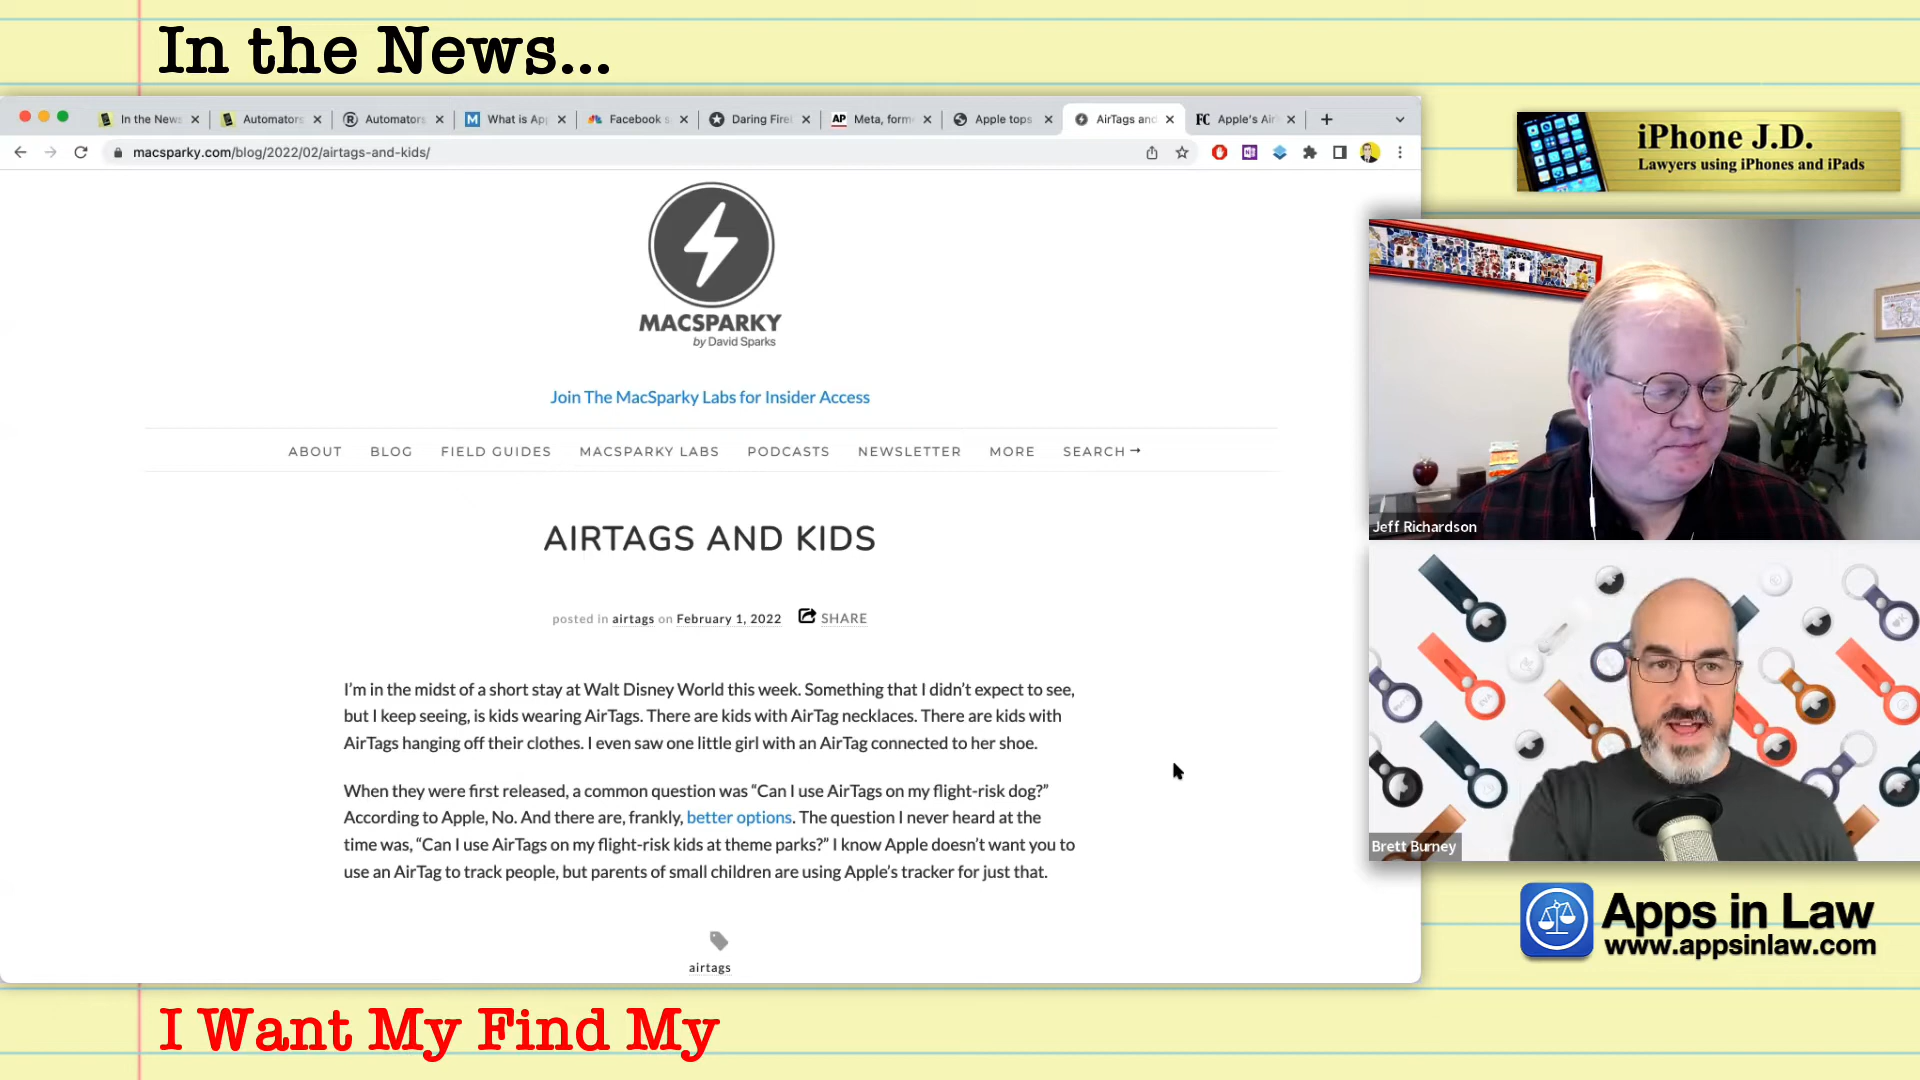 In the News...
In the News
Automators
Automators
What is App
Facebook s
Daring Fire
AP Meta, form
Apple tops
AirTags and
FC Apple's Air
macsparky.com/blog/2022/02/airtags-and-kids/
iPhone J.D.
Lawyers using iPhones and iPads
MACSPARKY
by David Sparks
Join The MacSparky Labs for Insider Access
ABOUT BLOG FIELD GUIDES MACSPARKY LABS PODCASTS NEWSLETTER MORE SEARCH→
AIRTAGS AND KIDS
posted in airtags on February 1, 2022 SHARE
I’m in the midst of a short stay at Walt Disney World this week. Something that I didn’t expect to see,
but I keep seeing, is kids wearing AirTags. There are kids with AirTag necklaces. There are kids with
AirTags hanging off their clothes. I even saw one little girl with an AirTag connected to her shoe.
When they were first released, a common question was “Can I use AirTags on my flight-risk dog?”
According to Apple, No. And there are, frankly, better options. The question I never heard at the
time was, “Can I use AirTags on my flight-risk kids at theme parks?” I know Apple doesn’t want you to
use an AirTag to track people, but parents of small children are using Apple’s tracker for just that.
airtags
Jeff Richardson
Brett Burney
Apps in Law
www.appsinlaw.com
I Want My Find My